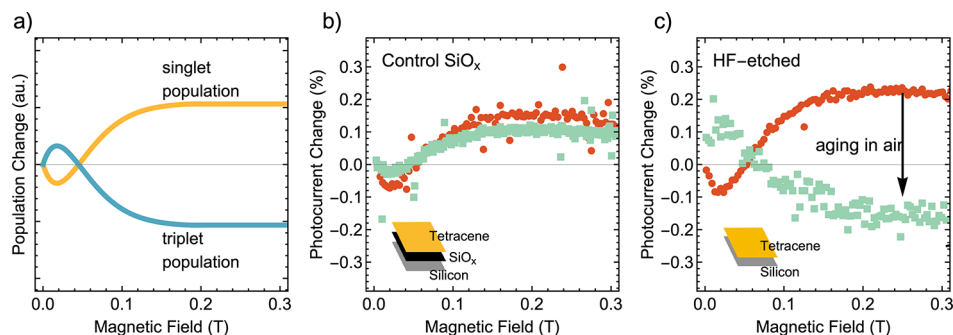 a)
Population Change (au.)
singlet
population
triplet
population
0.0 0.1 0.2 0.3
Magnetic Field (T)
b)
Photocurrent Change (%)
0.3
0.2
0.1
0.0
-0.1
-0.2
-0.3
Control SiOx
Tetracene
SiOx
Silicon
0.0 0.1 0.2 0.3
Magnetic Field (T)
c)
Photocurrent Change (%)
0.3
0.2
0.1
0.0
-0.1
-0.2
-0.3
HF-etched
aging in air
Tetracene
Silicon
0.0 0.1 0.2 0.3
Magnetic Field (T)